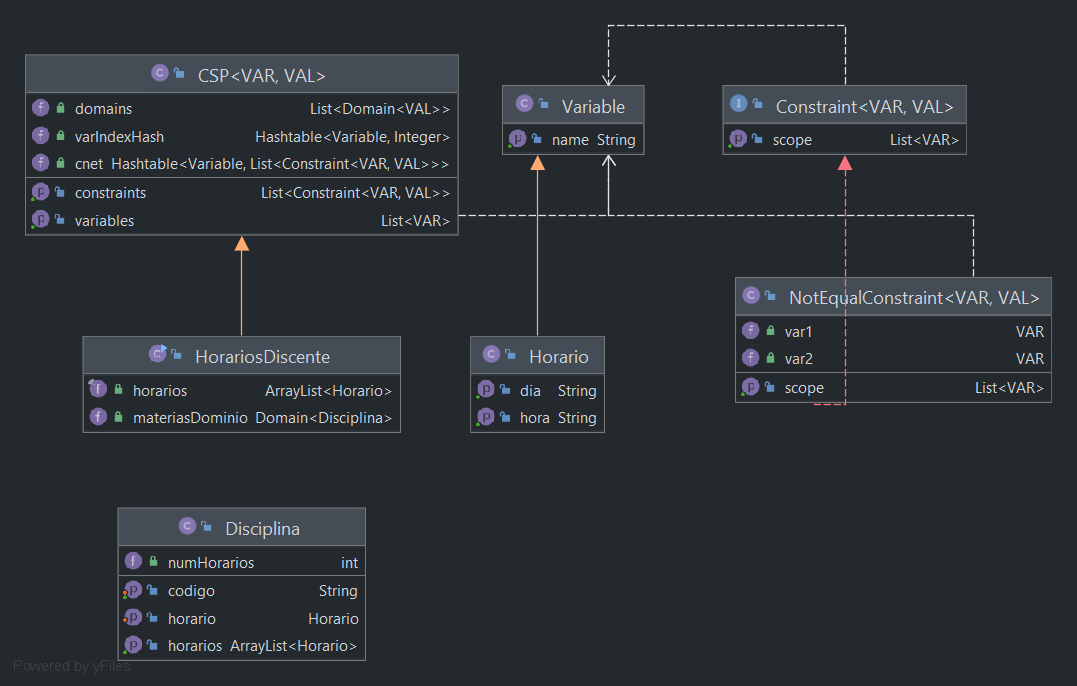 CSP<VAR, VAL>
domains List<Domain<VAL>>
varIndexHash Hashtable<Variable, Integer>
cnet Hashtable<Variable, List<Constraint<VAR, VAL>>>
constraints List<Constraint<VAR, VAL>>
variables List<VAR>
Variable
name String
Constraint<VAR, VAL>
scope List<VAR>
NotEqualConstraint<VAR, VAL>
var1 VAR
var2 VAR
scope List<VAR>
HorariosDiscente
horarios ArrayList<Horario>
materiasDominio Domain<Disciplina>
Horario
dia String
hora String
Disciplina
numHorarios int
codigo String
horario Horario
horarios ArrayList<Horario>
Powered by yFiles